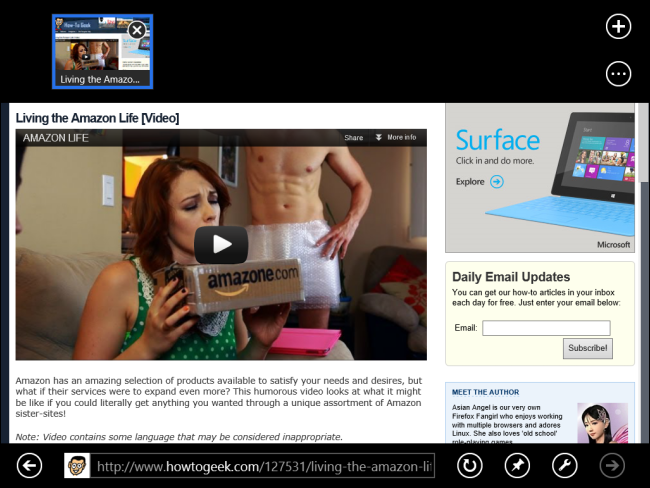 How-To Geek
Living the Amazo...
Living the Amazon Life [Video]
AMAZON LIFE
Share
More info
amazone.com
Surface
Click in and do more.
Explore
Start
Microsoft
Daily Email Updates
You can get our how-to articles in your inbox
each day for free. Just enter your email below:
Email:
Subscribe!
Amazon has an amazing selection of products available to satisfy your needs and desires, but
what if their services were to expand even more? This humorous video looks at what it might
be like if you could literally get anything you wanted through a unique assortment of Amazon
sister-sites!
Note: Video contains some language that may be considered inappropriate.
MEET THE AUTHOR
Asian Angel is our very own
Firefox Fangirl who enjoys working
with multiple browsers and adores
Linux. She also loves 'old school'
role-playing games
http://www.howtogeek.com/127531/living-the-amazon-li